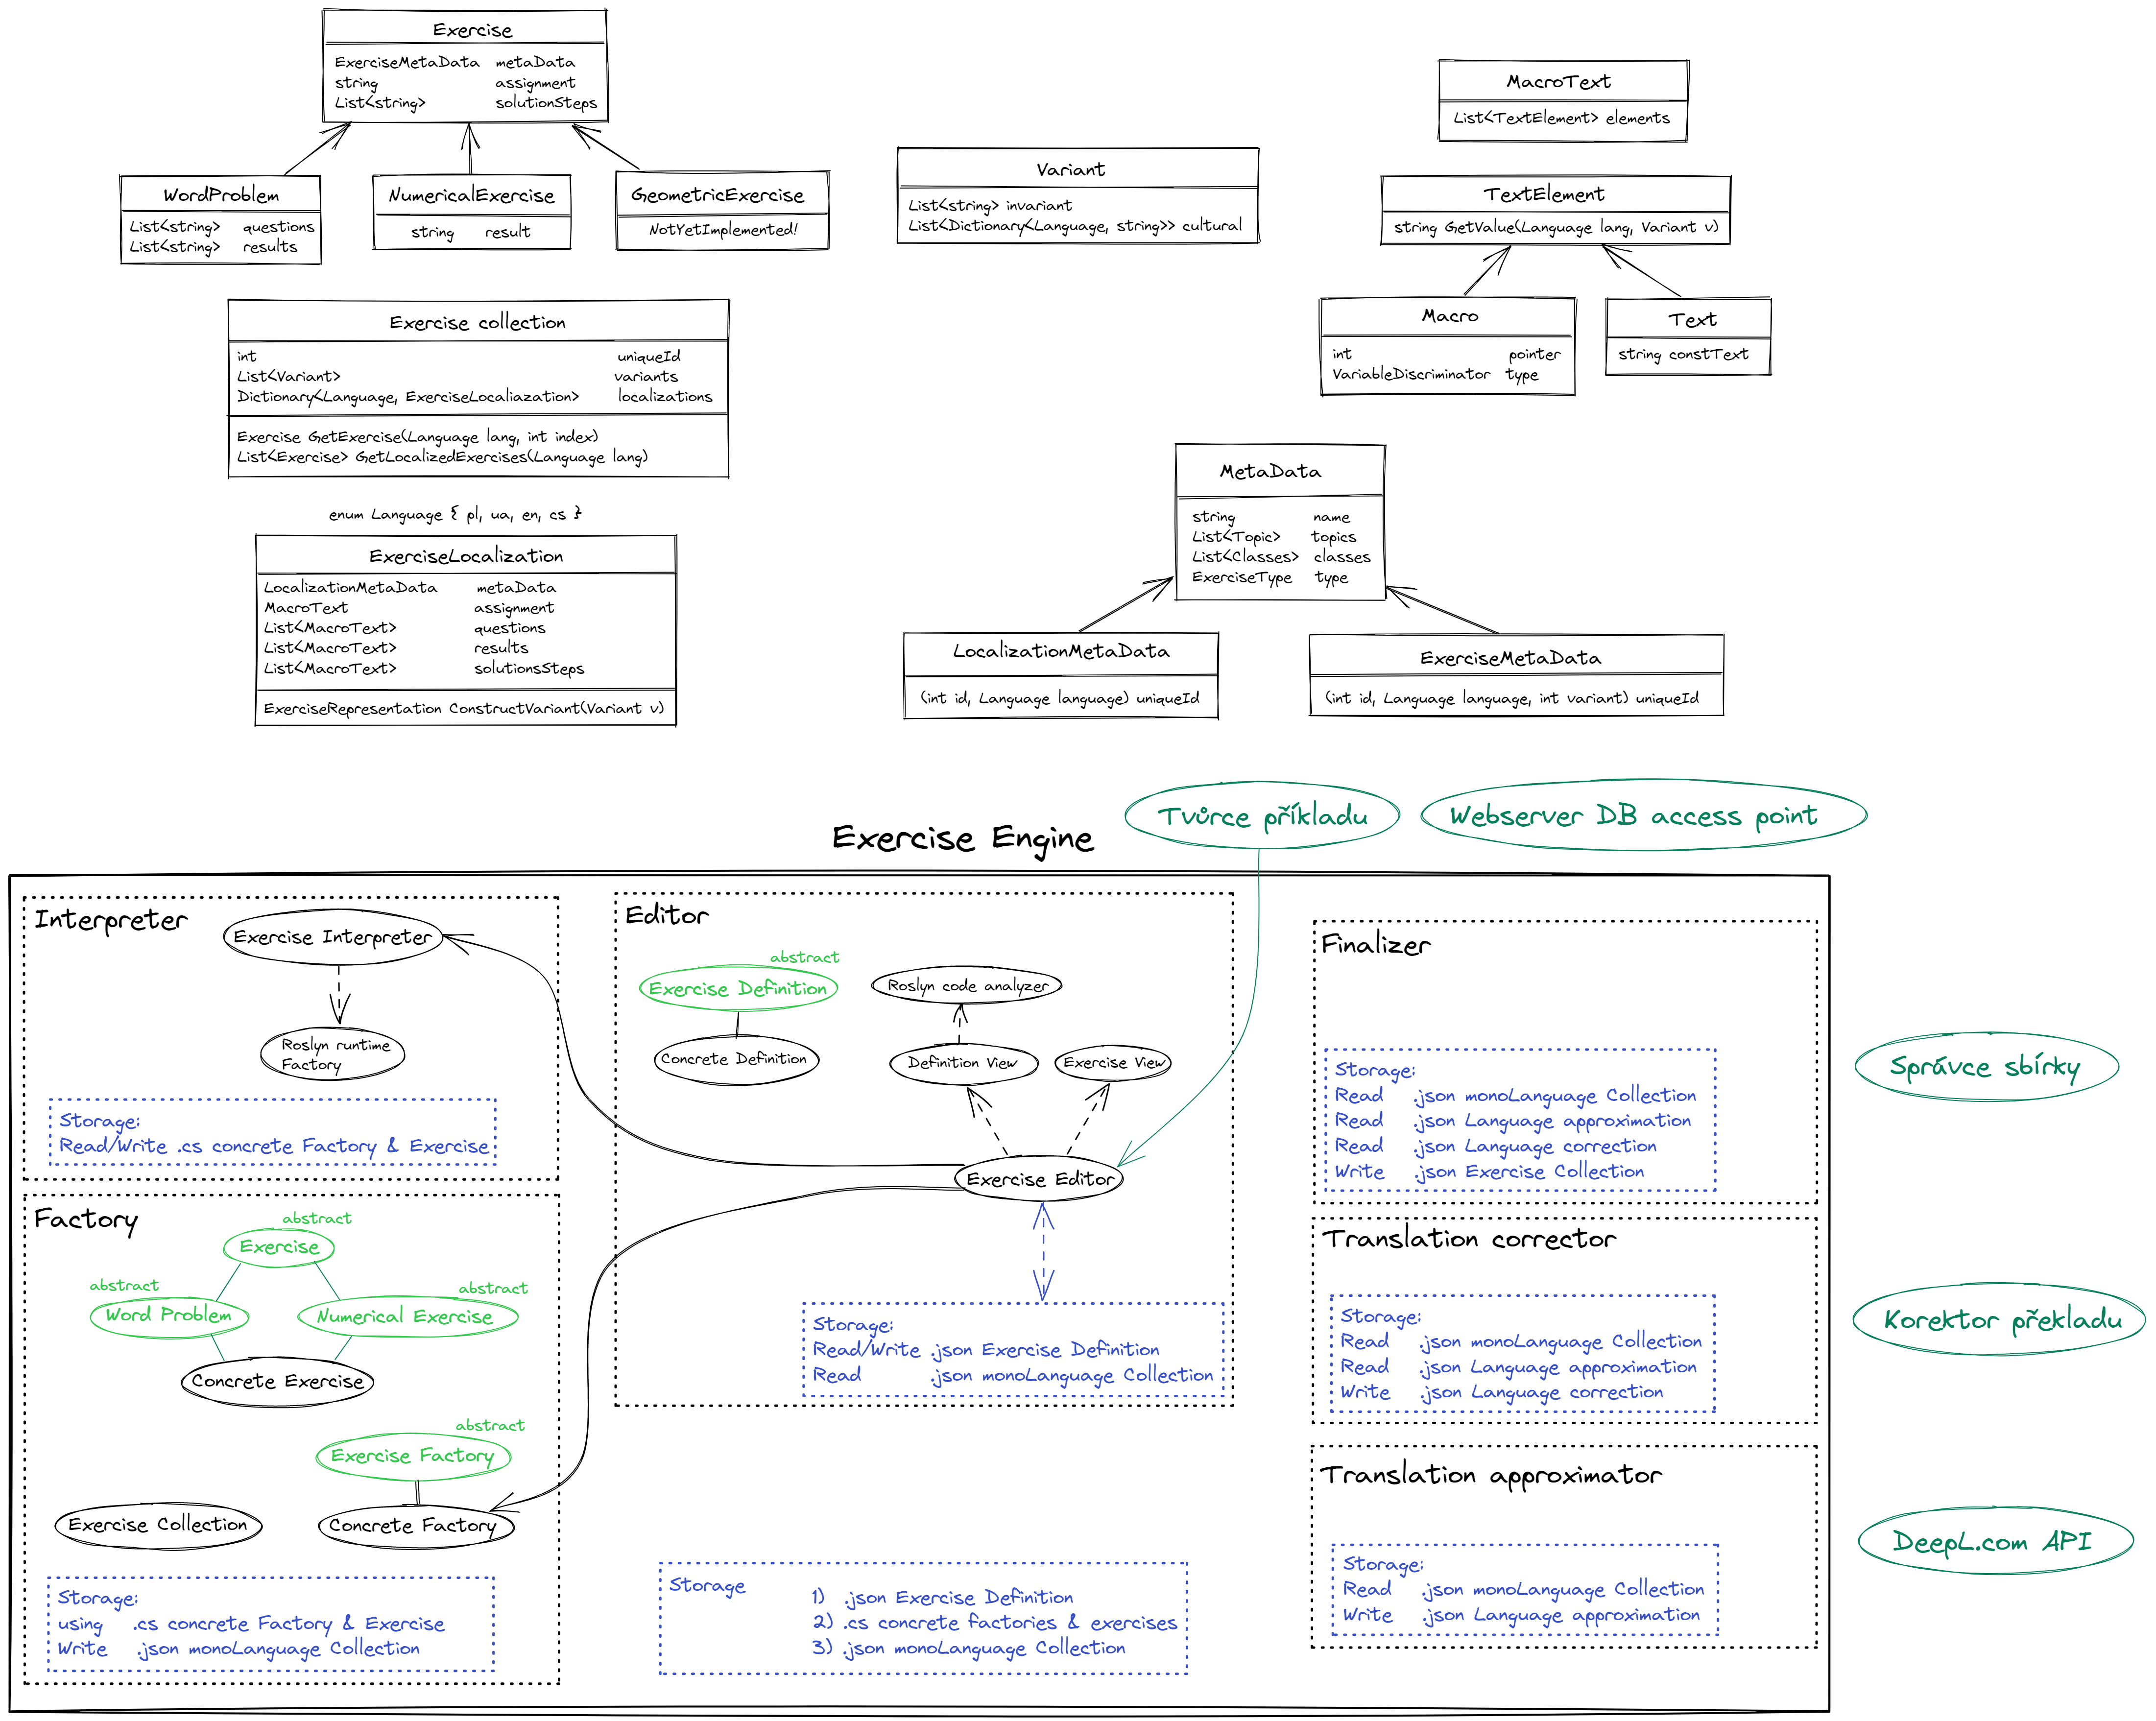 Exercise
ExerciseMetaData metaData
string assignment
List<string> solutionSteps
WordProblem
List<string> questions
List<string> results
NumericalExercise
string result
GeometricExercise
NotYetImplemented!
Variant
List<string> invariant
List<Dictionary<Language, string>> cultural
MacroText
List<TextElement> elements
TextElement
string GetValue(Language lang, Variant v)
Macro
int pointer
VariableDiscriminator type
Text
string constText
Exercise collection
int uniqueId
List<Variant> variants
Dictionary<Language, ExerciseLocaliazation> localizations
Exercise GetExercise(Language lang, int index)
List<Exercise> GetLocalizedExercises(Language lang)
enum Language { pl, ua, en, cs }
ExerciseLocalization
LocalizationMetaData metaData
MacroText assignment
List<MacroText> questions
List<MacroText> results
List<MacroText> solutionsSteps
ExerciseRepresentation ConstructVariant(Variant v)
MetaData
string name
List<Topic> topics
List<Classes> classes
ExerciseType type
LocalizationMetaData
(int id, Language language) uniqueId
ExerciseMetaData
(int id, Language language, int variant) uniqueId
Tvůrce příkladu
Webserver DB access point
Exercise Engine
Interpreter
Exercise Interpreter
Roslyn runtime
Factory
Storage:
Read/Write .cs concrete Factory & Exercise
Factory
abstract
Exercise
abstract
Word Problem
abstract
Numerical Exercise
Concrete Exercise
abstract
Exercise Factory
Exercise Collection
Concrete Factory
Storage:
using .cs concrete Factory & Exercise
Write .json monoLanguage Collection
Editor
abstract
Exercise Definition
Concrete Definition
Roslyn code analyzer
Definition View
Exercise View
Exercise Editor
Storage:
Read/Write .json Exercise Definition
Read .json monoLanguage Collection
Storage 1) .json Exercise Definition
2) .cs concrete factories & exercises
3) .json monoLanguage Collection
Finalizer
Storage:
Read .json monoLanguage Collection
Read .json Language approximation
Read .json Language correction
Write .json Exercise Collection
Translation corrector
Storage:
Read .json monoLanguage Collection
Read .json Language approximation
Write .json Language correction
Translation approximator
Storage:
Read .json monoLanguage Collection
Write .json Language approximation
Správce sbírky
Korektor překladu
DeepL.com API